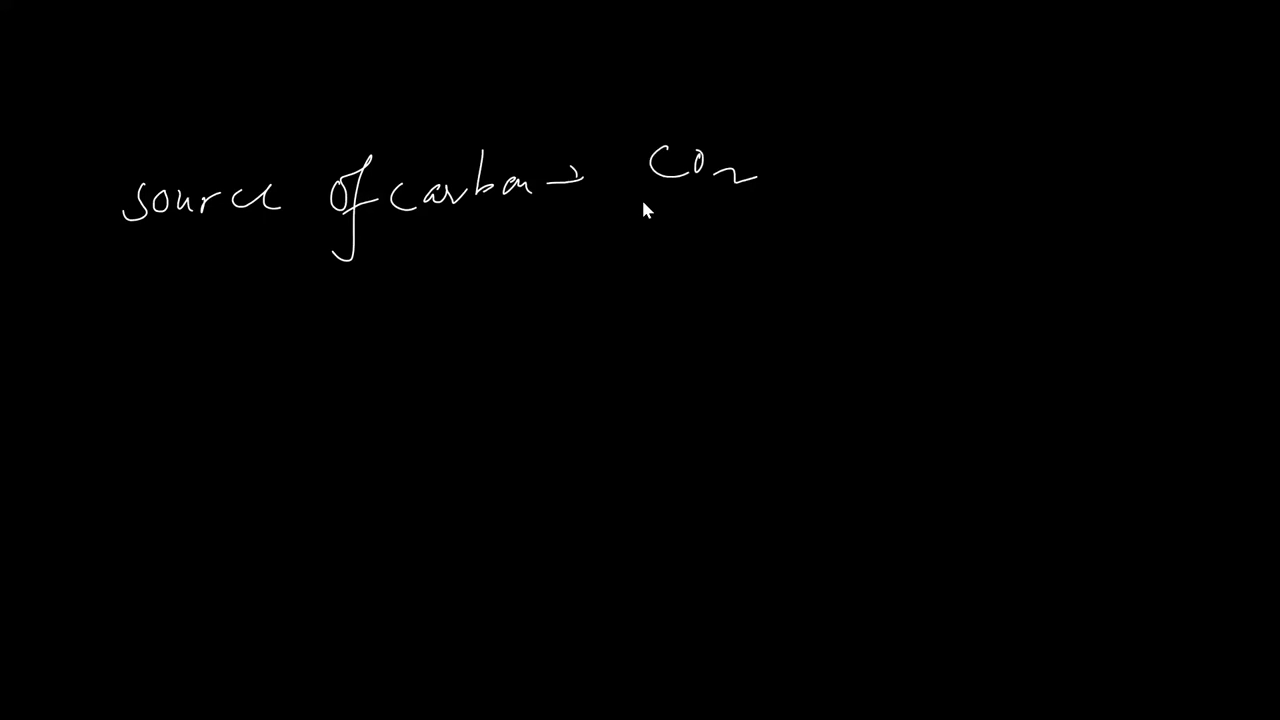 source of carbon → CO₂